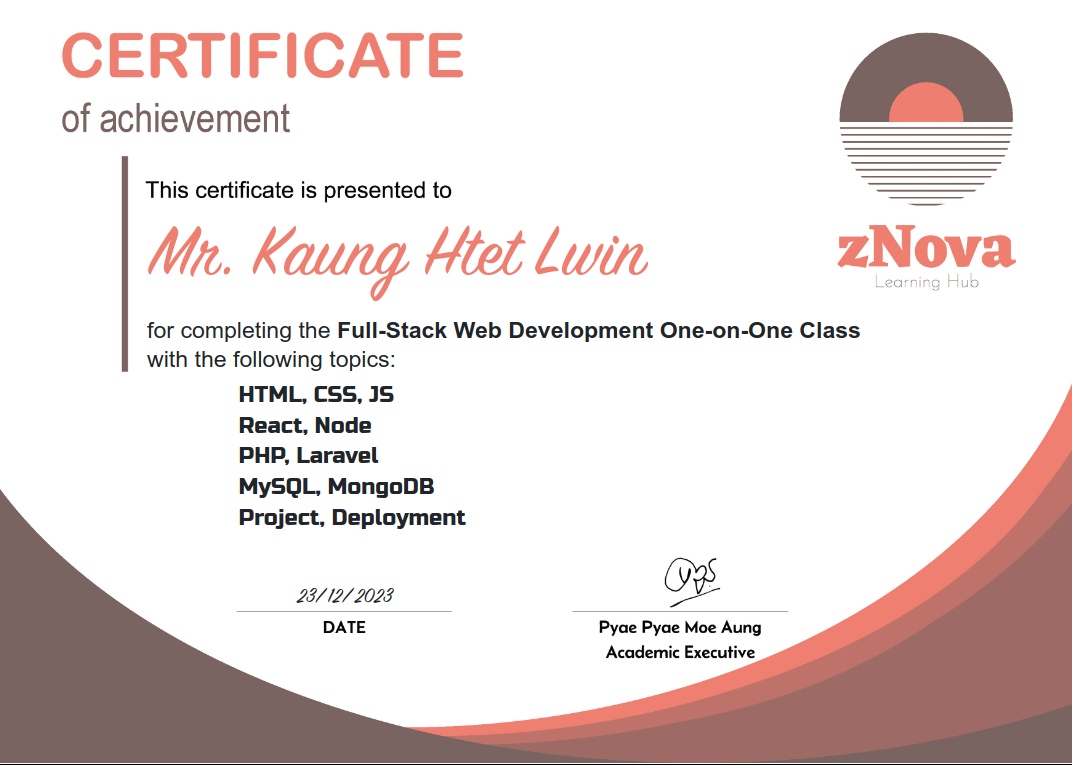 CERTIFICATE
of achievement
This certificate is presented to
Mr. Kaung Htet Lwin
zNova
Learning Hub
for completing the Full-Stack Web Development One-on-One Class
with the following topics:
HTML, CSS, JS
React, Node
PHP, Laravel
MySQL, MongoDB
Project, Deployment
23/12/2023
DATE
Pyae Pyae Moe Aung
Academic Executive